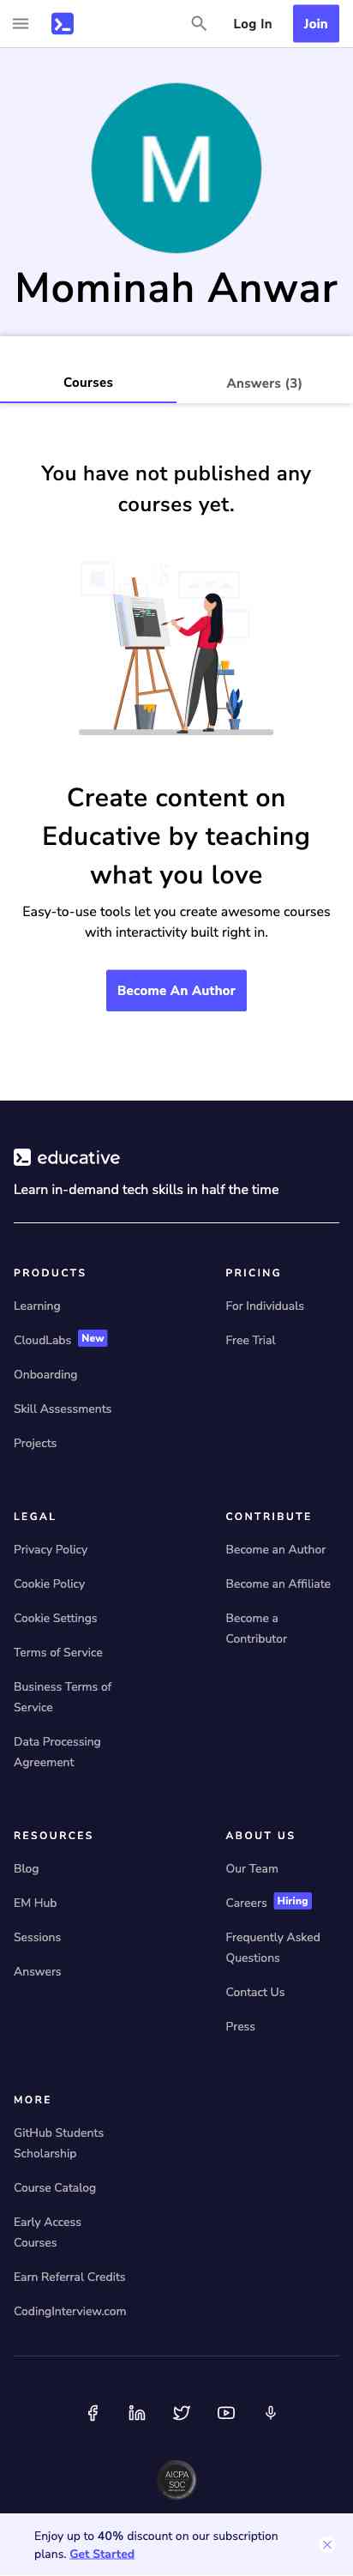 Log In
Join
M
Mominah Anwar
Courses
Answers (3)
You have not published any
courses yet.
Create content on
Educative by teaching
what you love
Easy-to-use tools let you create awesome courses
with interactivity built right in.
Become An Author
educative
Learn in-demand tech skills in half the time
PRODUCTS
Learning
CloudLabs New
Onboarding
Skill Assessments
Projects
PRICING
For Individuals
Free Trial
LEGAL
Privacy Policy
Cookie Policy
Cookie Settings
Terms of Service
Business Terms of
Service
Data Processing
Agreement
CONTRIBUTE
Become an Author
Become an Affiliate
Become a
Contributor
RESOURCES
Blog
EM Hub
Sessions
Answers
ABOUT US
Our Team
Careers Hiring
Frequently Asked
Questions
Contact Us
Press
MORE
GitHub Students
Scholarship
Course Catalog
Early Access
Courses
Earn Referral Credits
CodingInterview.com
AICPA
SOC
Enjoy up to 40% discount on our subscription
plans. Get Started